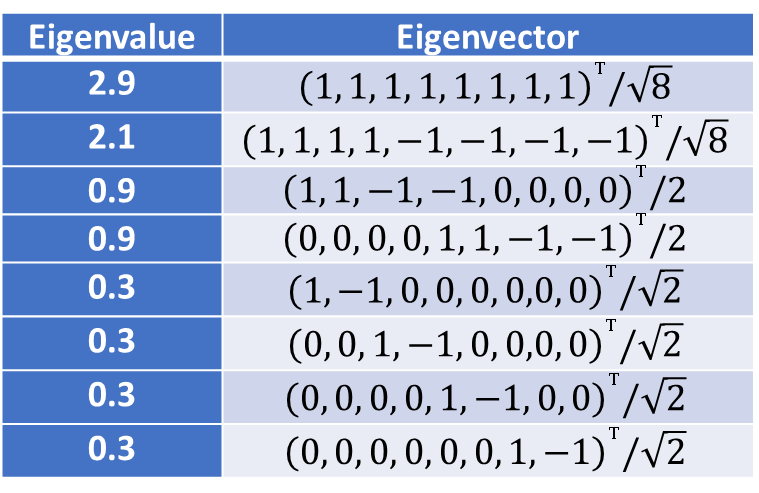 Eigenvalue Eigenvector
2.9 (1, 1, 1, 1, 1, 1, 1, 1)ᵀ/√8
2.1 (1, 1, 1, 1, −1, −1, −1, −1)ᵀ/√8
0.9 (1, 1, −1, −1, 0, 0, 0, 0)ᵀ/2
0.9 (0, 0, 0, 0, 1, 1, −1, −1)ᵀ/2
0.3 (1, −1, 0, 0, 0, 0,0, 0)ᵀ/√2
0.3 (0, 0, 1, −1, 0, 0,0, 0)ᵀ/√2
0.3 (0, 0, 0, 0, 1, −1, 0, 0)ᵀ/√2
0.3 (0, 0, 0, 0, 0, 0, 1, −1)ᵀ/√2